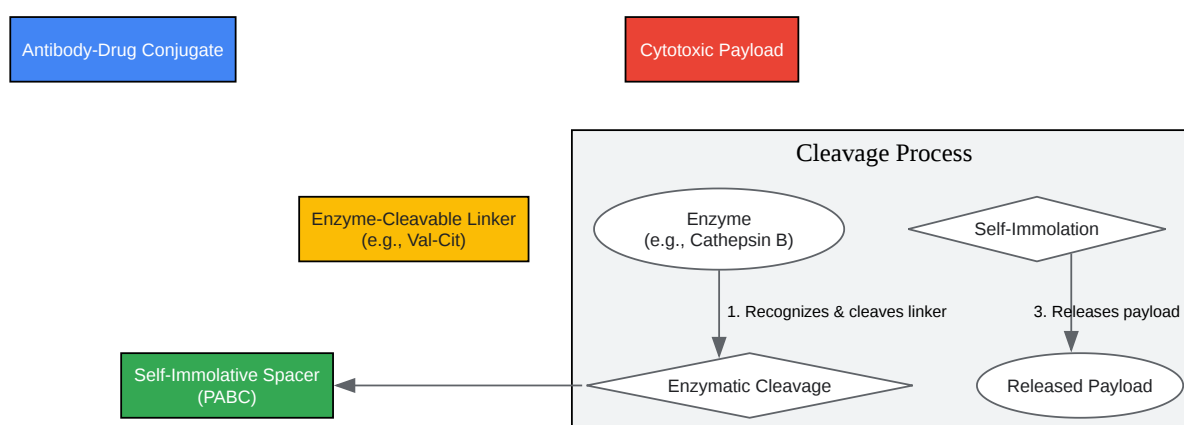 Antibody-Drug Conjugate
Cytotoxic Payload
Cleavage Process
Enzyme-Cleavable Linker
(e.g., Val-Cit)
Enzyme
(e.g., Cathepsin B)
Self-Immolation
1. Recognizes & cleaves linker
3. Releases payload
Self-Immolative Spacer
(PABC)
Enzymatic Cleavage
Released Payload